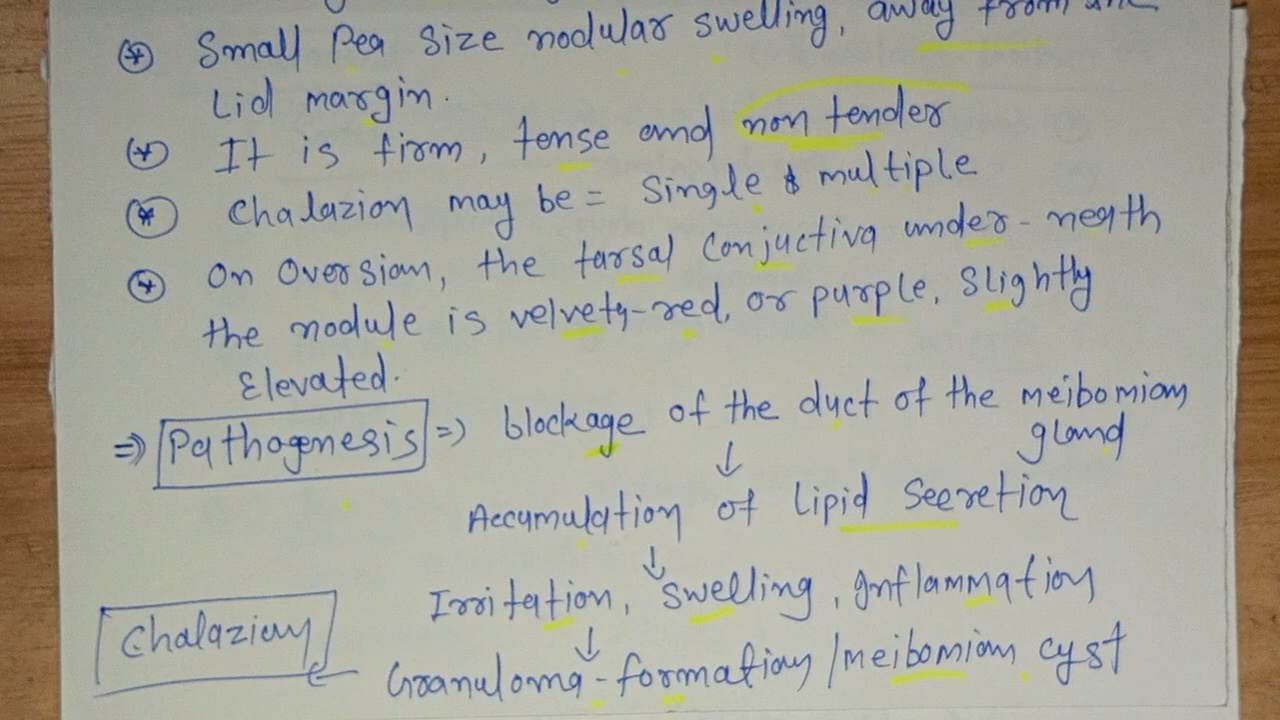 Small Pea size nodular swelling, away from the
Lid margin.
It is firm, tense and non tender
Chalazion may be = Single & multiple
On Oversion, the tarsal Conjuctiva under-neath
the nodule is velvety-red, or purple, Slightly
Elevated.
⇒ Pathogenesis ⇒ blockage of the duct of the meibomian
gland
↓
Accumulation of Lipid Secretion
↓
Irritation, swelling, Inflammation
↓
Chalazion ← Granuloma-formation/meibomian cyst